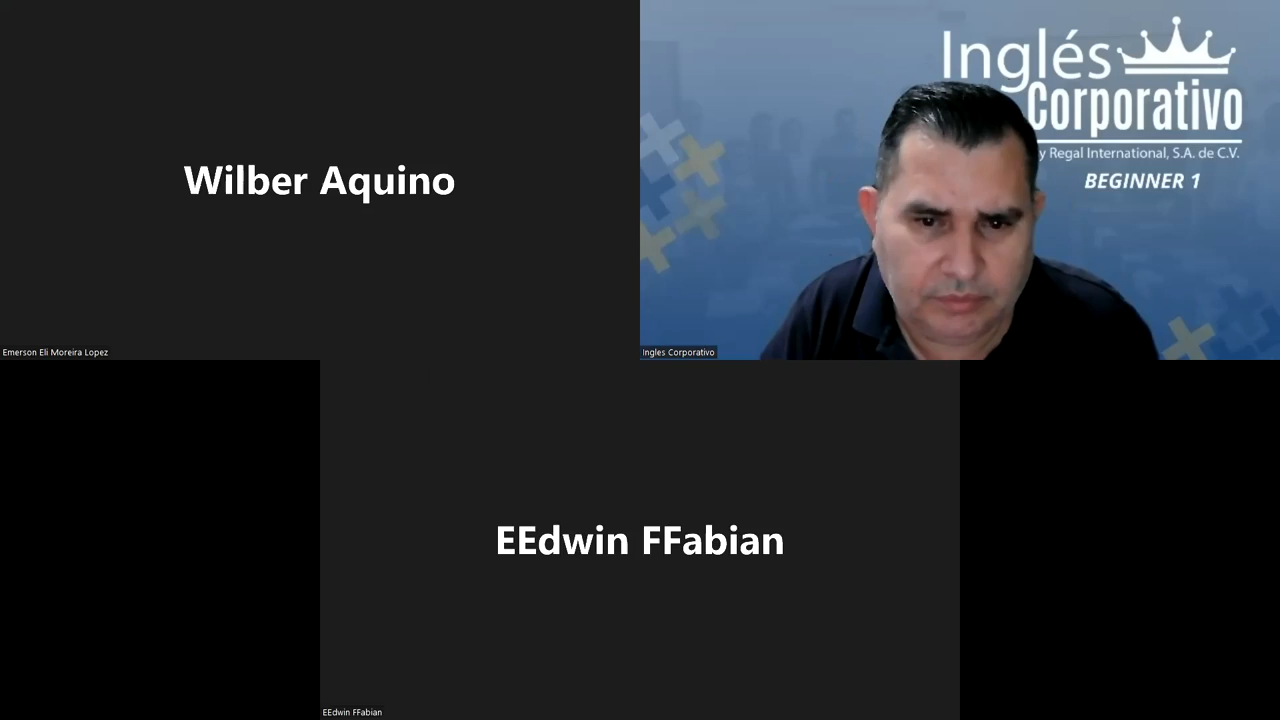 Wilber Aquino
Emerson Eli Moreira Lopez
Inglés
Corporativo
y Regal International, S.A. de C.V.
BEGINNER 1
Ingles Corporativo
EEdwin FFabian
EEdwin FFabian